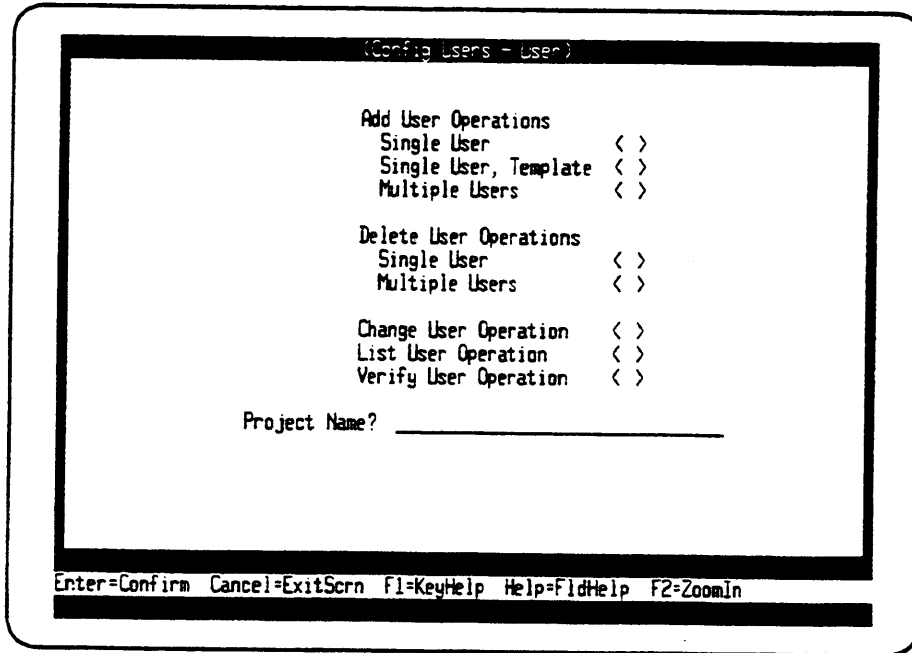 (Config Users - User)
Add User Operations
Single User < >
Single User, Template < >
Multiple Users < >
Delete User Operations
Single User < >
Multiple Users < >
Change User Operation < >
List User Operation < >
Verify User Operation < >
Project Name?
Enter=Confirm Cancel=ExitScrn F1=KeyHelp Help=FldHelp F2=ZoomIn